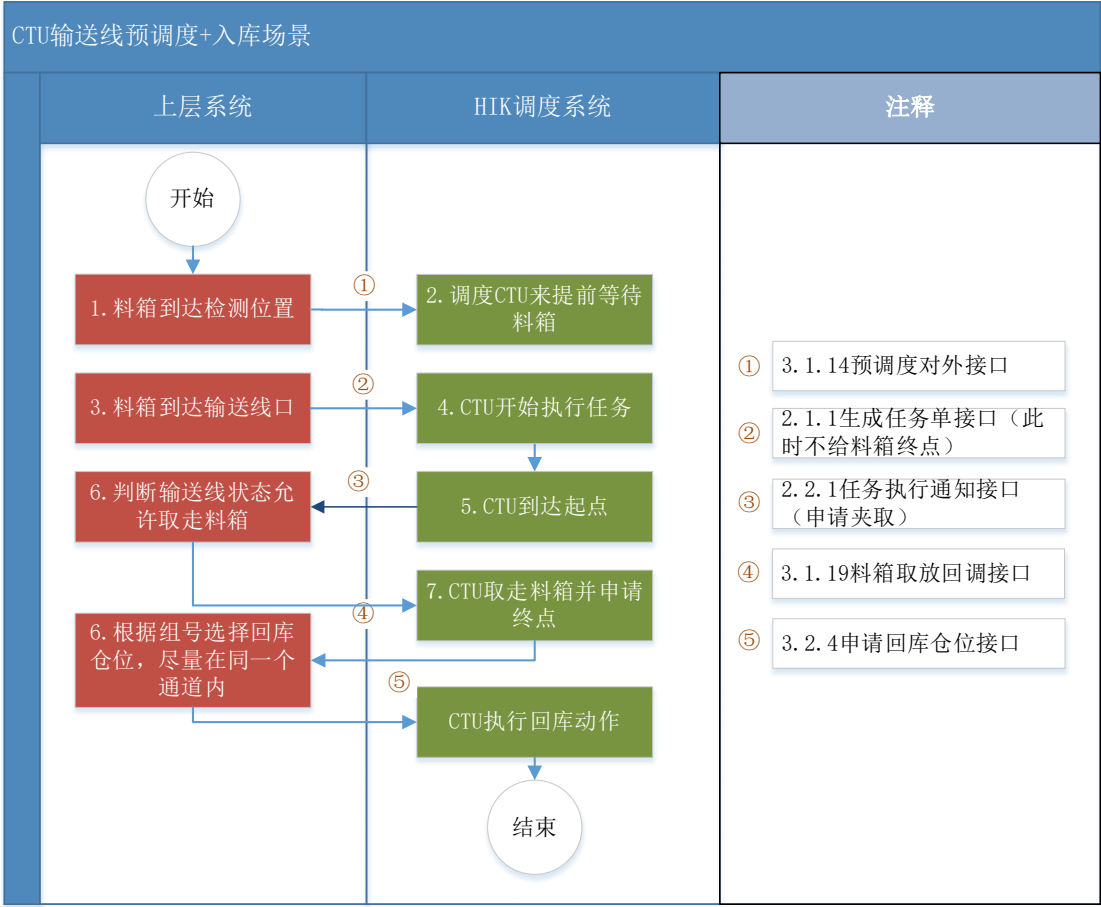 CTU输送线预调度+入库场景
上层系统
HIK调度系统
注释
开始
1.料箱到达检测位置
①
2.调度CTU来提前等待
料箱
3.料箱到达输送线口
②
4.CTU开始执行任务
6.判断输送线状态允
许取走料箱
③
5.CTU到达起点
7.CTU取走料箱并申请
终点
④
6.根据组号选择回库
仓位，尽量在同一个
通道内
⑤
CTU执行回库动作
结束
① 3.1.14预调度对外接口
② 2.1.1生成任务单接口（此
时不给料箱终点）
③ 2.2.1任务执行通知接口
（申请夹取）
④ 3.1.19料箱取放回调接口
⑤ 3.2.4申请回库仓位接口